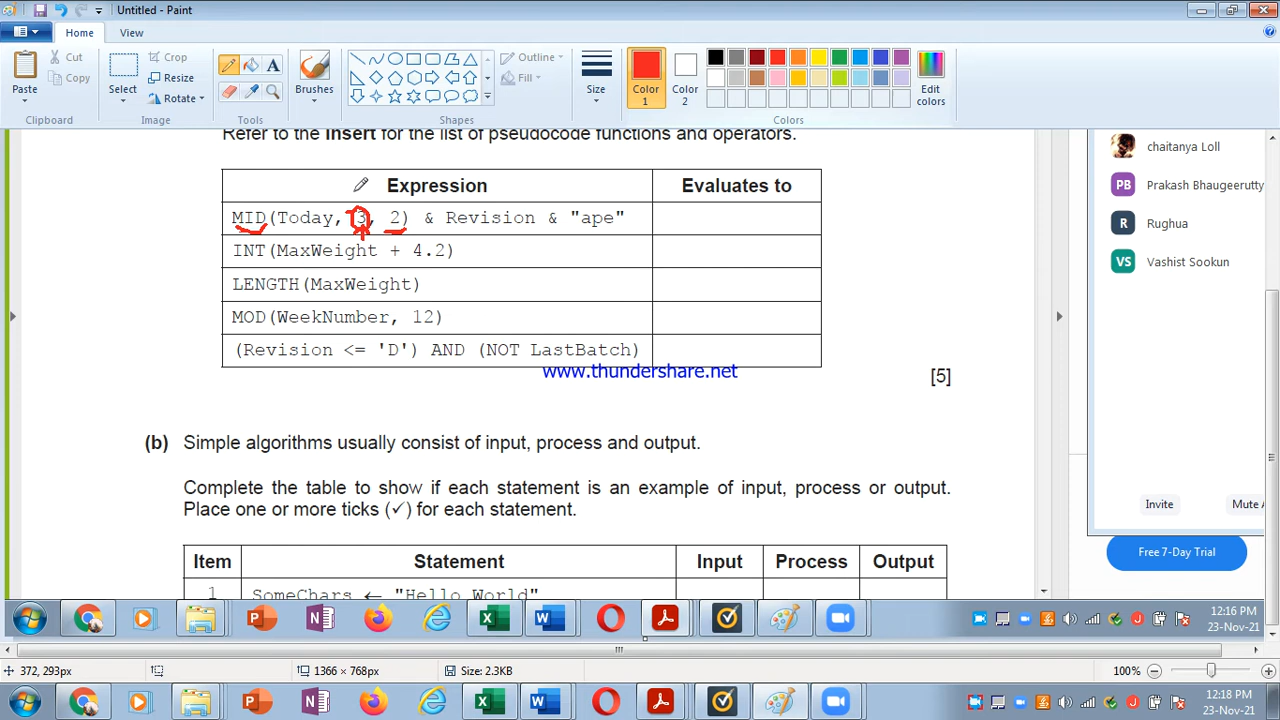 Untitled - Paint
Home
View
Paste
Cut
Copy
Clipboard
Select
Crop
Resize
Rotate
Image
Tools
Brushes
Outline
Fill
Shapes
Size
Color 1
Color 2
Edit colors
Colors
Refer to the Insert for the list of pseudocode functions and operators.
Expression
Evaluates to
MID(Today, 3, 2) & Revision & "ape"
INT(MaxWeight + 4.2)
LENGTH(MaxWeight)
MOD(WeekNumber, 12)
(Revision <= 'D') AND (NOT LastBatch)
www.thundershare.net
[5]
(b) Simple algorithms usually consist of input, process and output.
Complete the table to show if each statement is an example of input, process or output.
Place one or more ticks (✓) for each statement.
Item
Statement
Input
Process
Output
1
SomeChars ← "Hello World"
chaitanya Loll
PB
Prakash Bhaugeerutty
R
Rughua
VS
Vashist Sookun
Invite
Mute
Free 7-Day Trial
12:16 PM
23-Nov-21
372, 293px
1366 × 768px
Size: 2.3KB
100%
12:18 PM
23-Nov-21